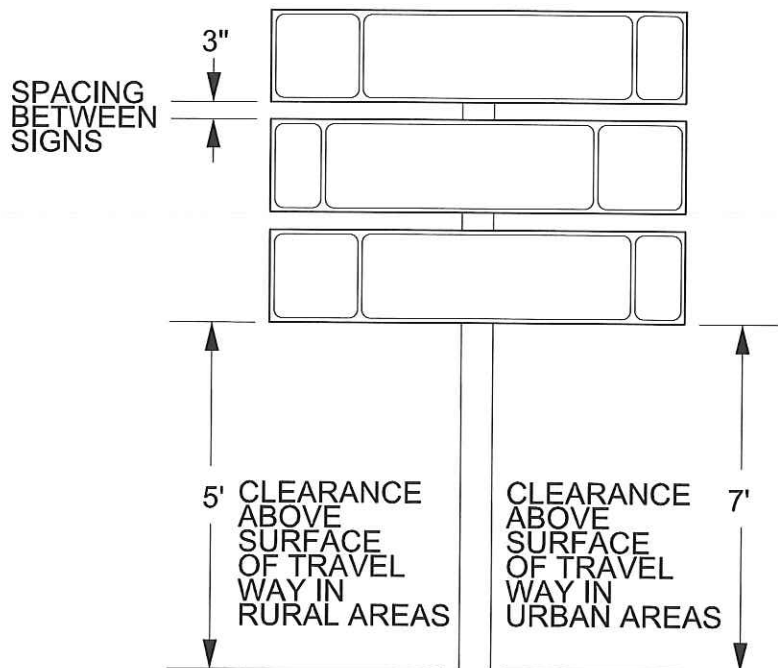 3"
SPACING
BETWEEN
SIGNS
5'
CLEARANCE
ABOVE
SURFACE
OF TRAVEL
WAY IN
RURAL AREAS
CLEARANCE
ABOVE
SURFACE
OF TRAVEL
WAY IN
URBAN AREAS
7'